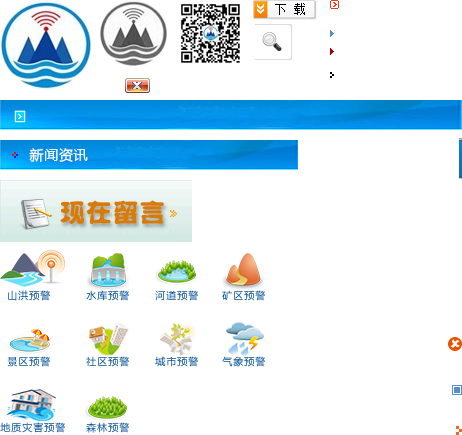 下 载
新闻资讯
现在留言
山洪预警 水库预警 河道预警 矿区预警
景区预警 社区预警 城市预警 气象预警
地质灾害预警 森林预警